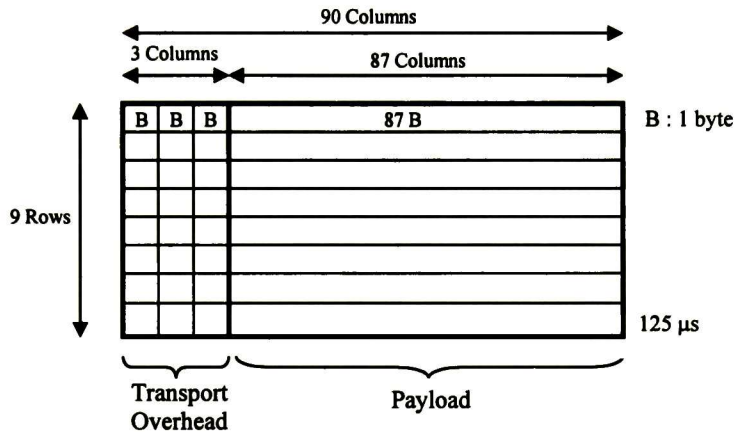 90 Columns
3 Columns
87 Columns
B B B 87 B
B : 1 byte
9 Rows
125 µs
Transport
Overhead
Payload